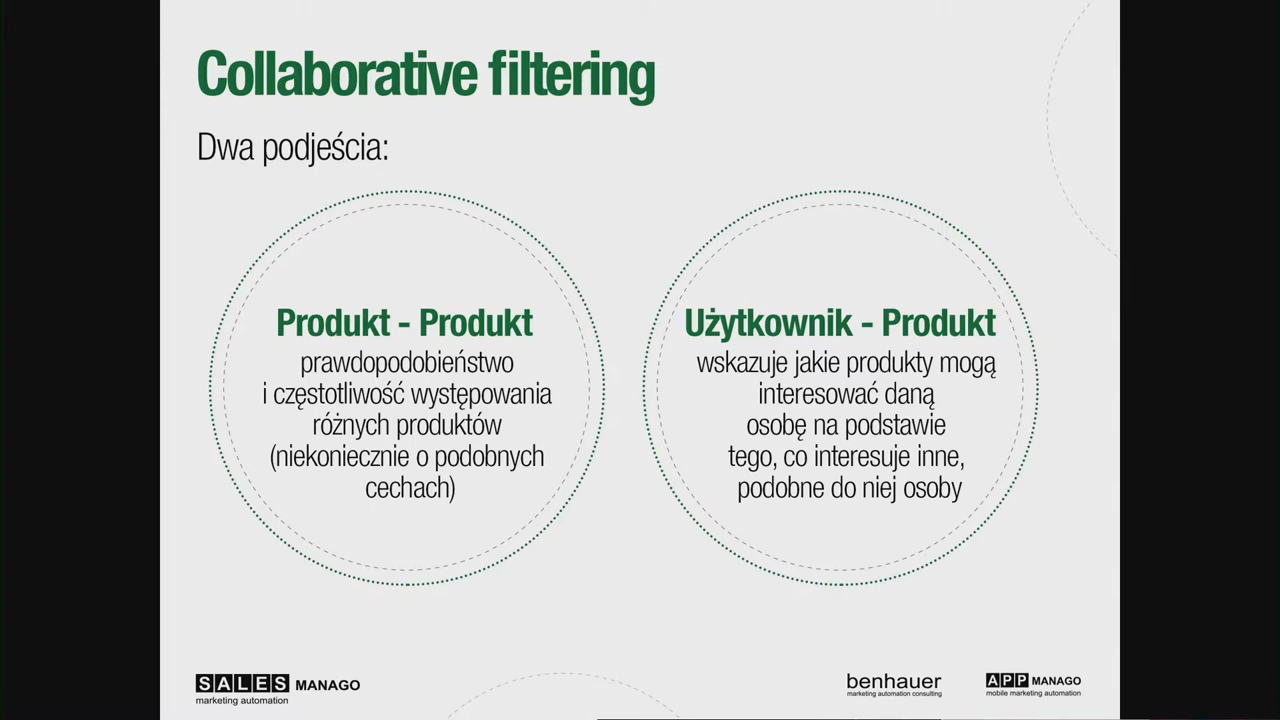 Collaborative filtering
Dwa podjeścia:
Produkt - Produkt
prawdopodobieństwo
i częstotliwość występowania
różnych produktów
(niekoniecznie o podobnych
cechach)
Użytkownik - Produkt
wskazuje jakie produkty mogą
interesować daną
osobę na podstawie
tego, co interesuje inne,
podobne do niej osoby
SALES MANAGO
marketing automation
benhauer
marketing automation consulting
APP MANAGO
mobile marketing automation